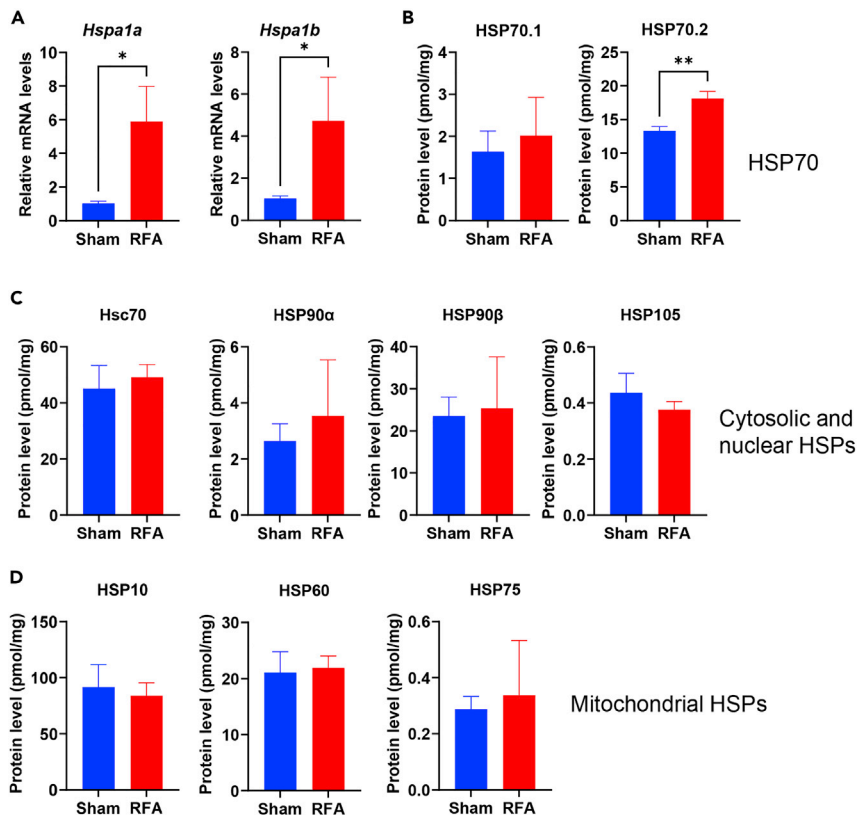 A
Hspa1a
Relative mRNA levels
10
8
6
4
2
0
*
Sham RFA
Hspa1b
Relative mRNA levels
8
6
4
2
0
*
Sham RFA
B
HSP70.1
Protein level (pmol/mg)
4
3
2
1
0
Sham RFA
HSP70.2
Protein level (pmol/mg)
25
20
15
10
5
0
**
Sham RFA
HSP70
C
Hsc70
Protein level (pmol/mg)
60
40
20
0
Sham RFA
HSP90α
Protein level (pmol/mg)
6
4
2
0
Sham RFA
HSP90β
Protein level (pmol/mg)
40
30
20
10
0
Sham RFA
HSP105
Protein level (pmol/mg)
0.6
0.4
0.2
0.0
Sham RFA
Cytosolic and
nuclear HSPs
D
HSP10
Protein level (pmol/mg)
150
100
50
0
Sham RFA
HSP60
Protein level (pmol/mg)
30
20
10
0
Sham RFA
HSP75
Protein level (pmol/mg)
0.6
0.4
0.2
0.0
Sham RFA
Mitochondrial HSPs